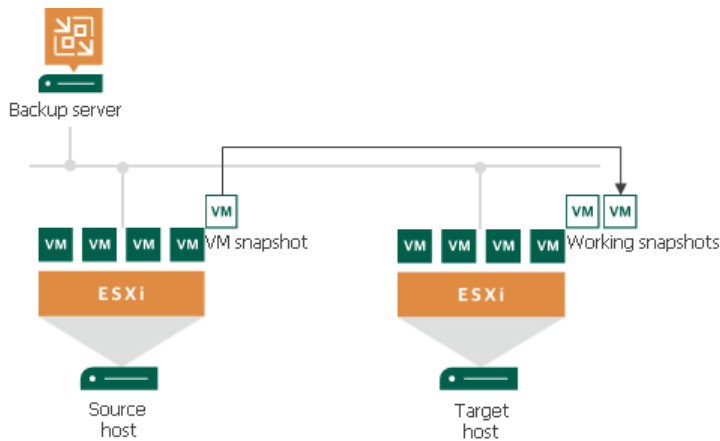 Backup server
VM
VM VM
VM VM VM VM VM snapshot
VM VM VM VM Working snapshots
ESXi
ESXi
Source
host
Target
host